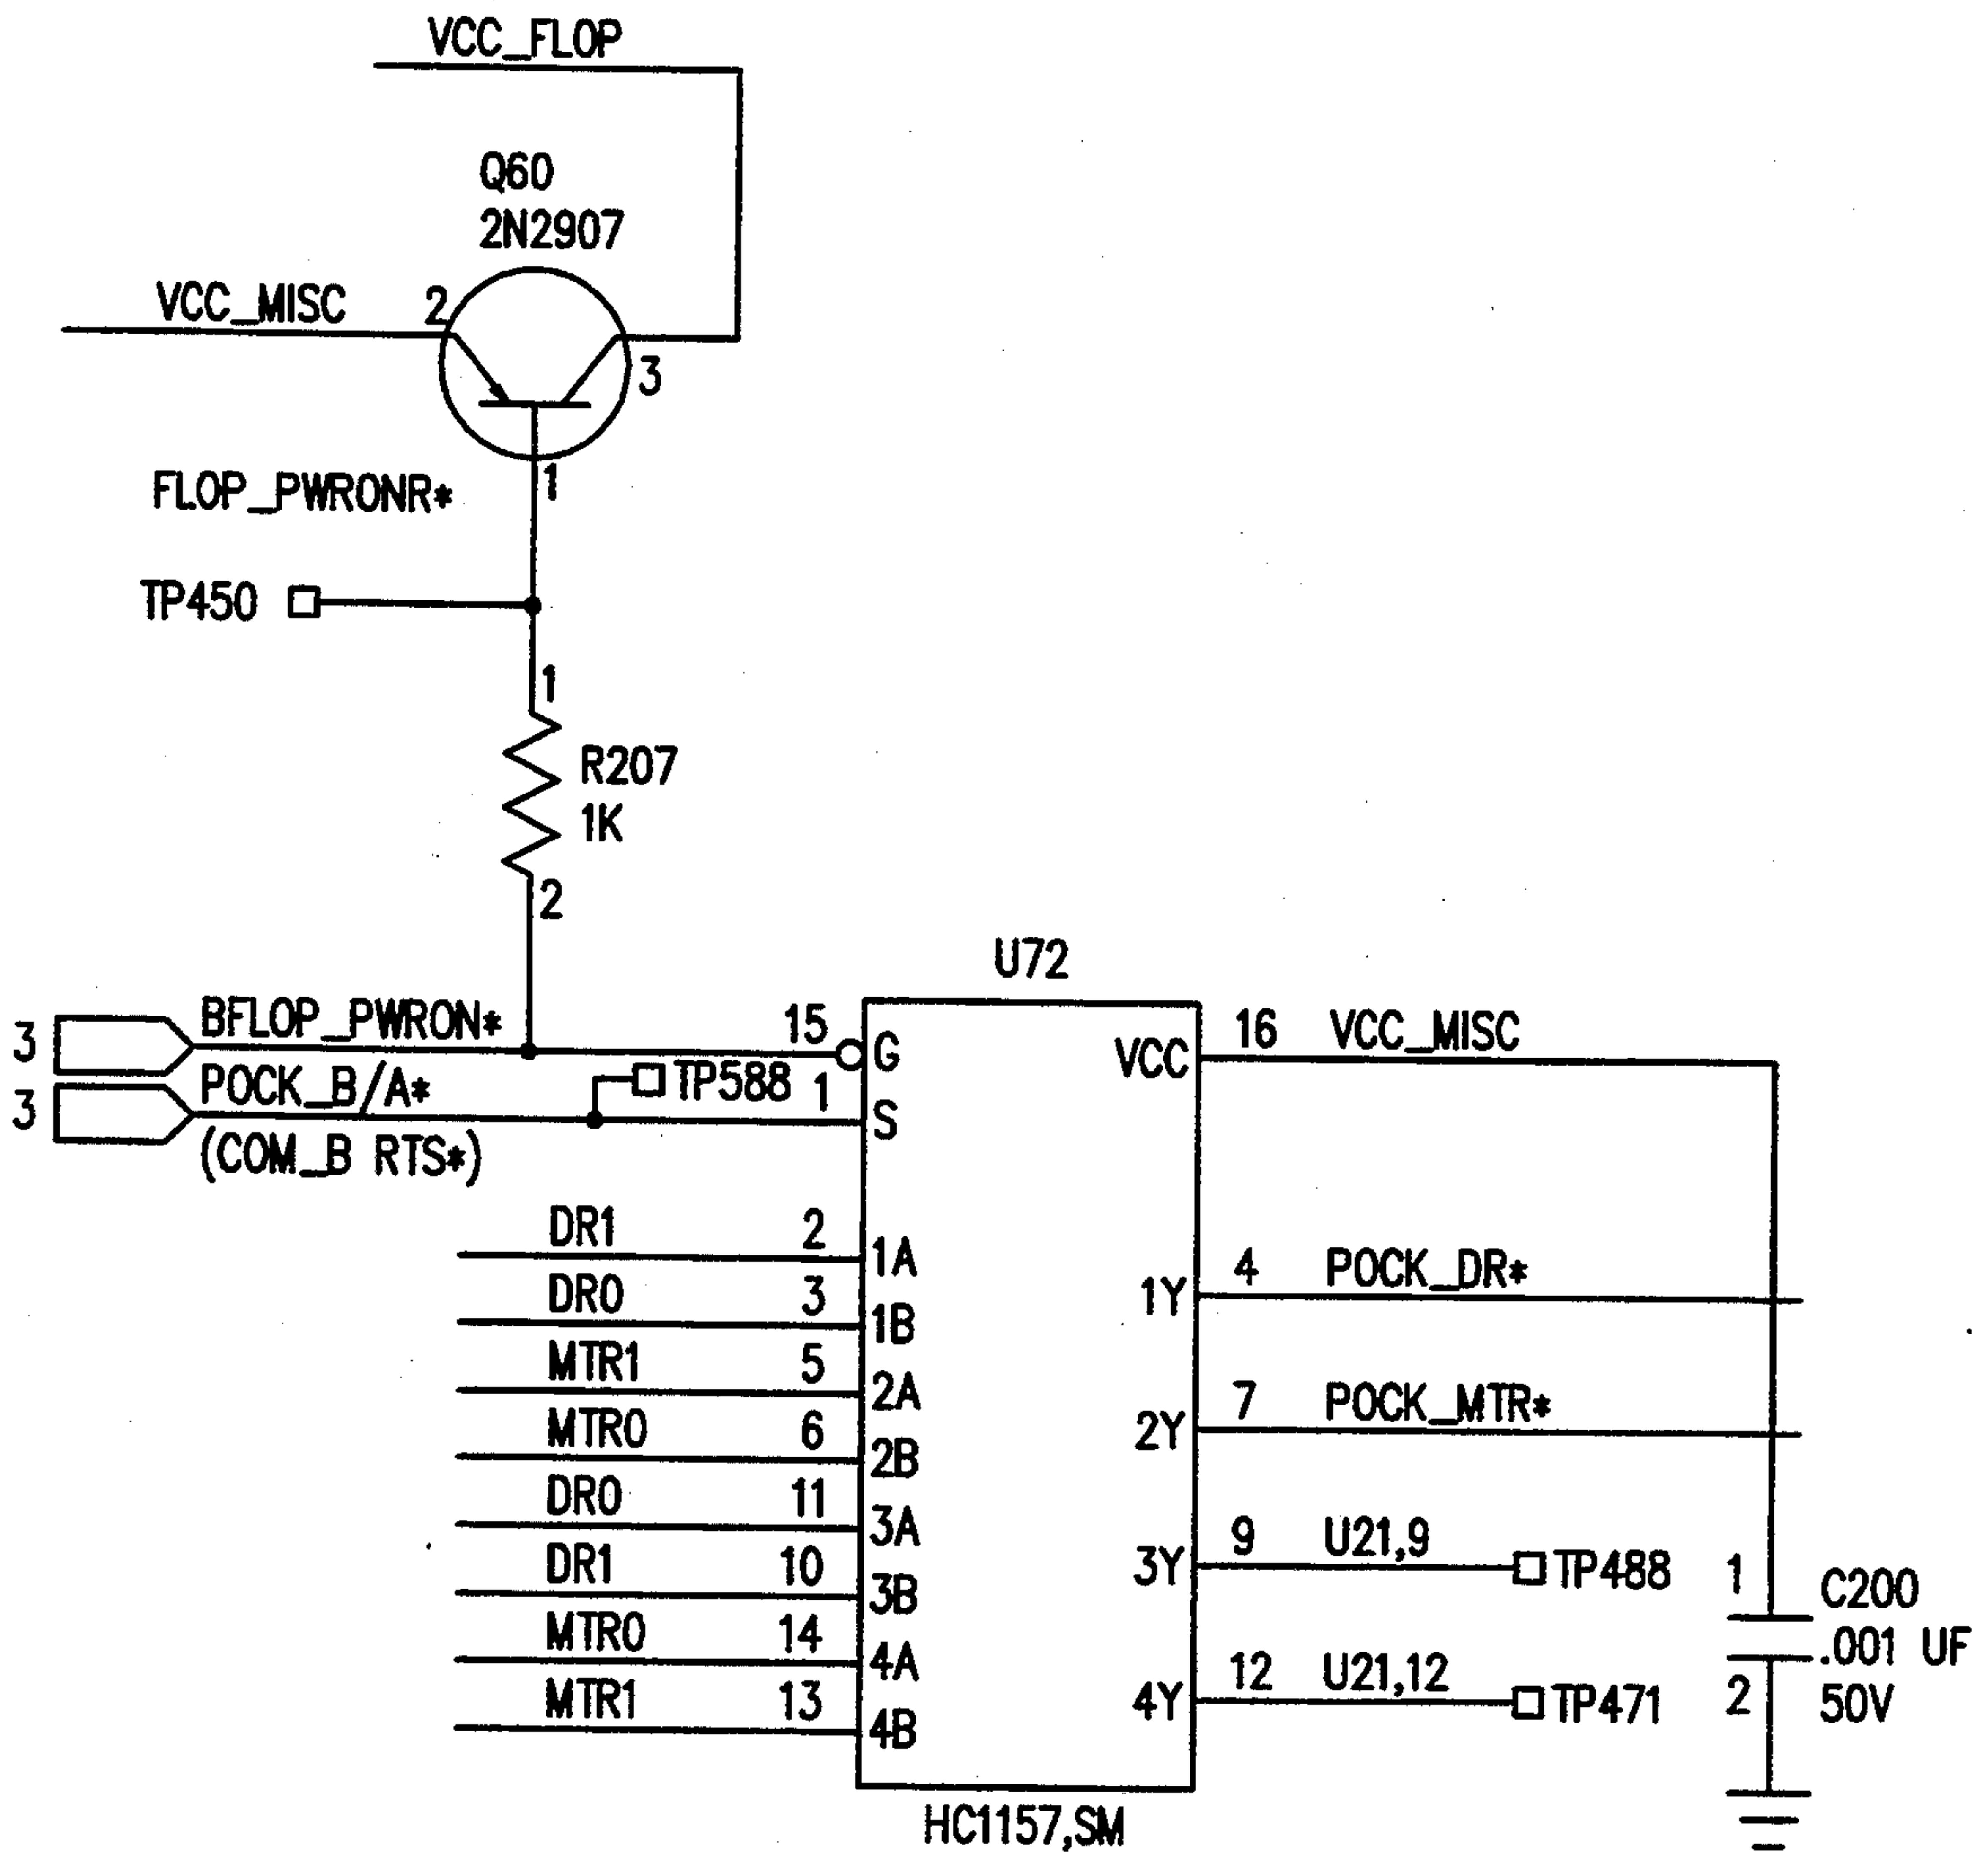 VCC_FLOP
Q60
2N2907
VCC_MISC
2
3
1
FLOP_PWRONR*
TP450
1
R207
1K
2
U72
3
BFLOP_PWRON*
15
G
VCC
16
VCC_MISC
3
POCK_B/A*
TP588
1
S
(COM_B RTS*)
DR1
2
1A
DR0
3
1B
1Y
4
POCK_DR*
MTR1
5
2A
MTR0
6
2B
2Y
7
POCK_MTR*
DR0
11
3A
DR1
10
3B
3Y
9
U21,9
TP488
MTR0
14
4A
MTR1
13
4B
4Y
12
U21,12
TP471
1
C200
.001 UF
2
50V
HC1157,SM